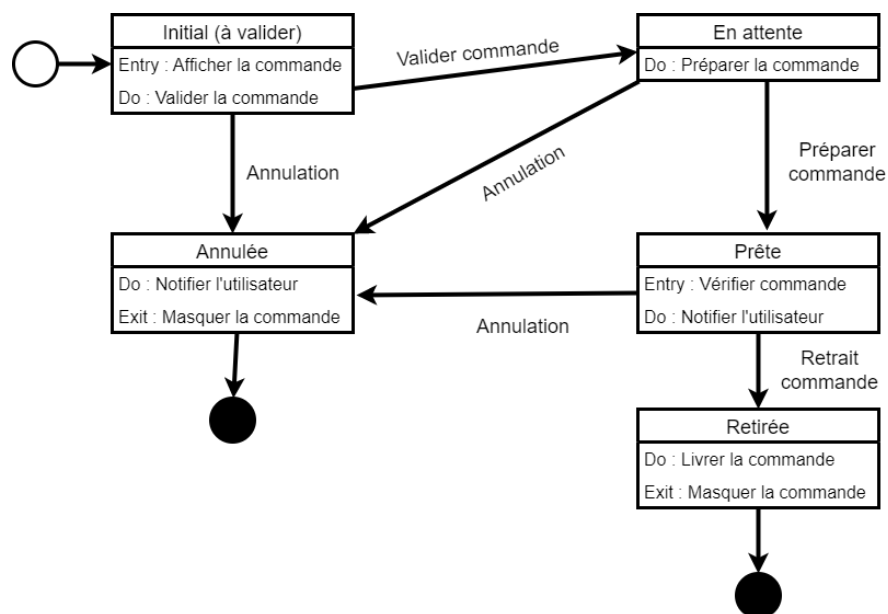 Initial (à valider)
Entry : Afficher la commande
Do : Valider la commande
Valider commande
En attente
Do : Préparer la commande
Annulation
Annulation
Préparer
commande
Annulée
Do : Notifier l'utilisateur
Exit : Masquer la commande
Prête
Entry : Vérifier commande
Do : Notifier l'utilisateur
Annulation
Retrait
commande
Retirée
Do : Livrer la commande
Exit : Masquer la commande